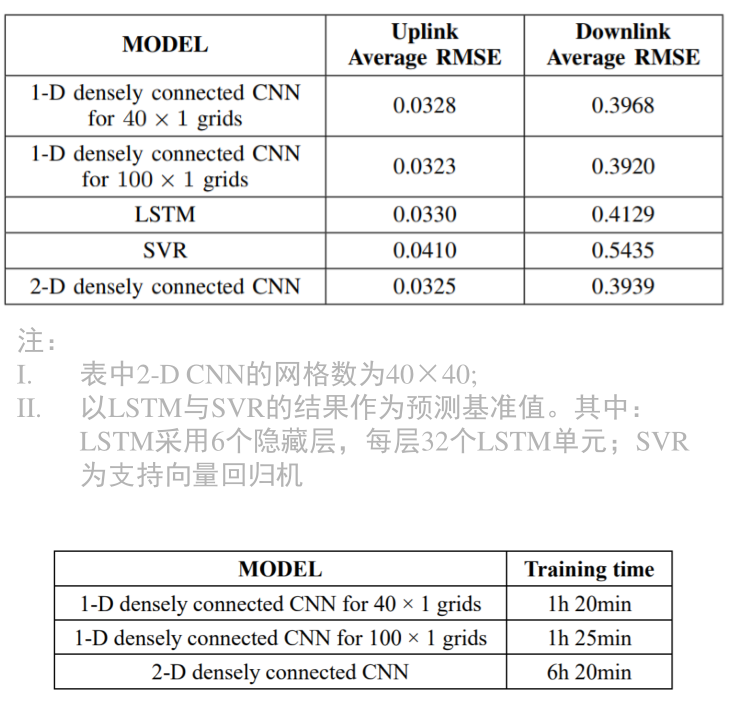 MODEL Uplink Average RMSE Downlink Average RMSE
1-D densely connected CNN for 40 × 1 grids 0.0328 0.3968
1-D densely connected CNN for 100 × 1 grids 0.0323 0.3920
LSTM 0.0330 0.4129
SVR 0.0410 0.5435
2-D densely connected CNN 0.0325 0.3939
注：
I. 表中2-D CNN的网格数为40×40;
II. 以LSTM与SVR的结果作为预测基准值。其中：
LSTM采用6个隐藏层，每层32个LSTM单元；SVR
为支持向量回归机
MODEL Training time
1-D densely connected CNN for 40 × 1 grids 1h 20min
1-D densely connected CNN for 100 × 1 grids 1h 25min
2-D densely connected CNN 6h 20min